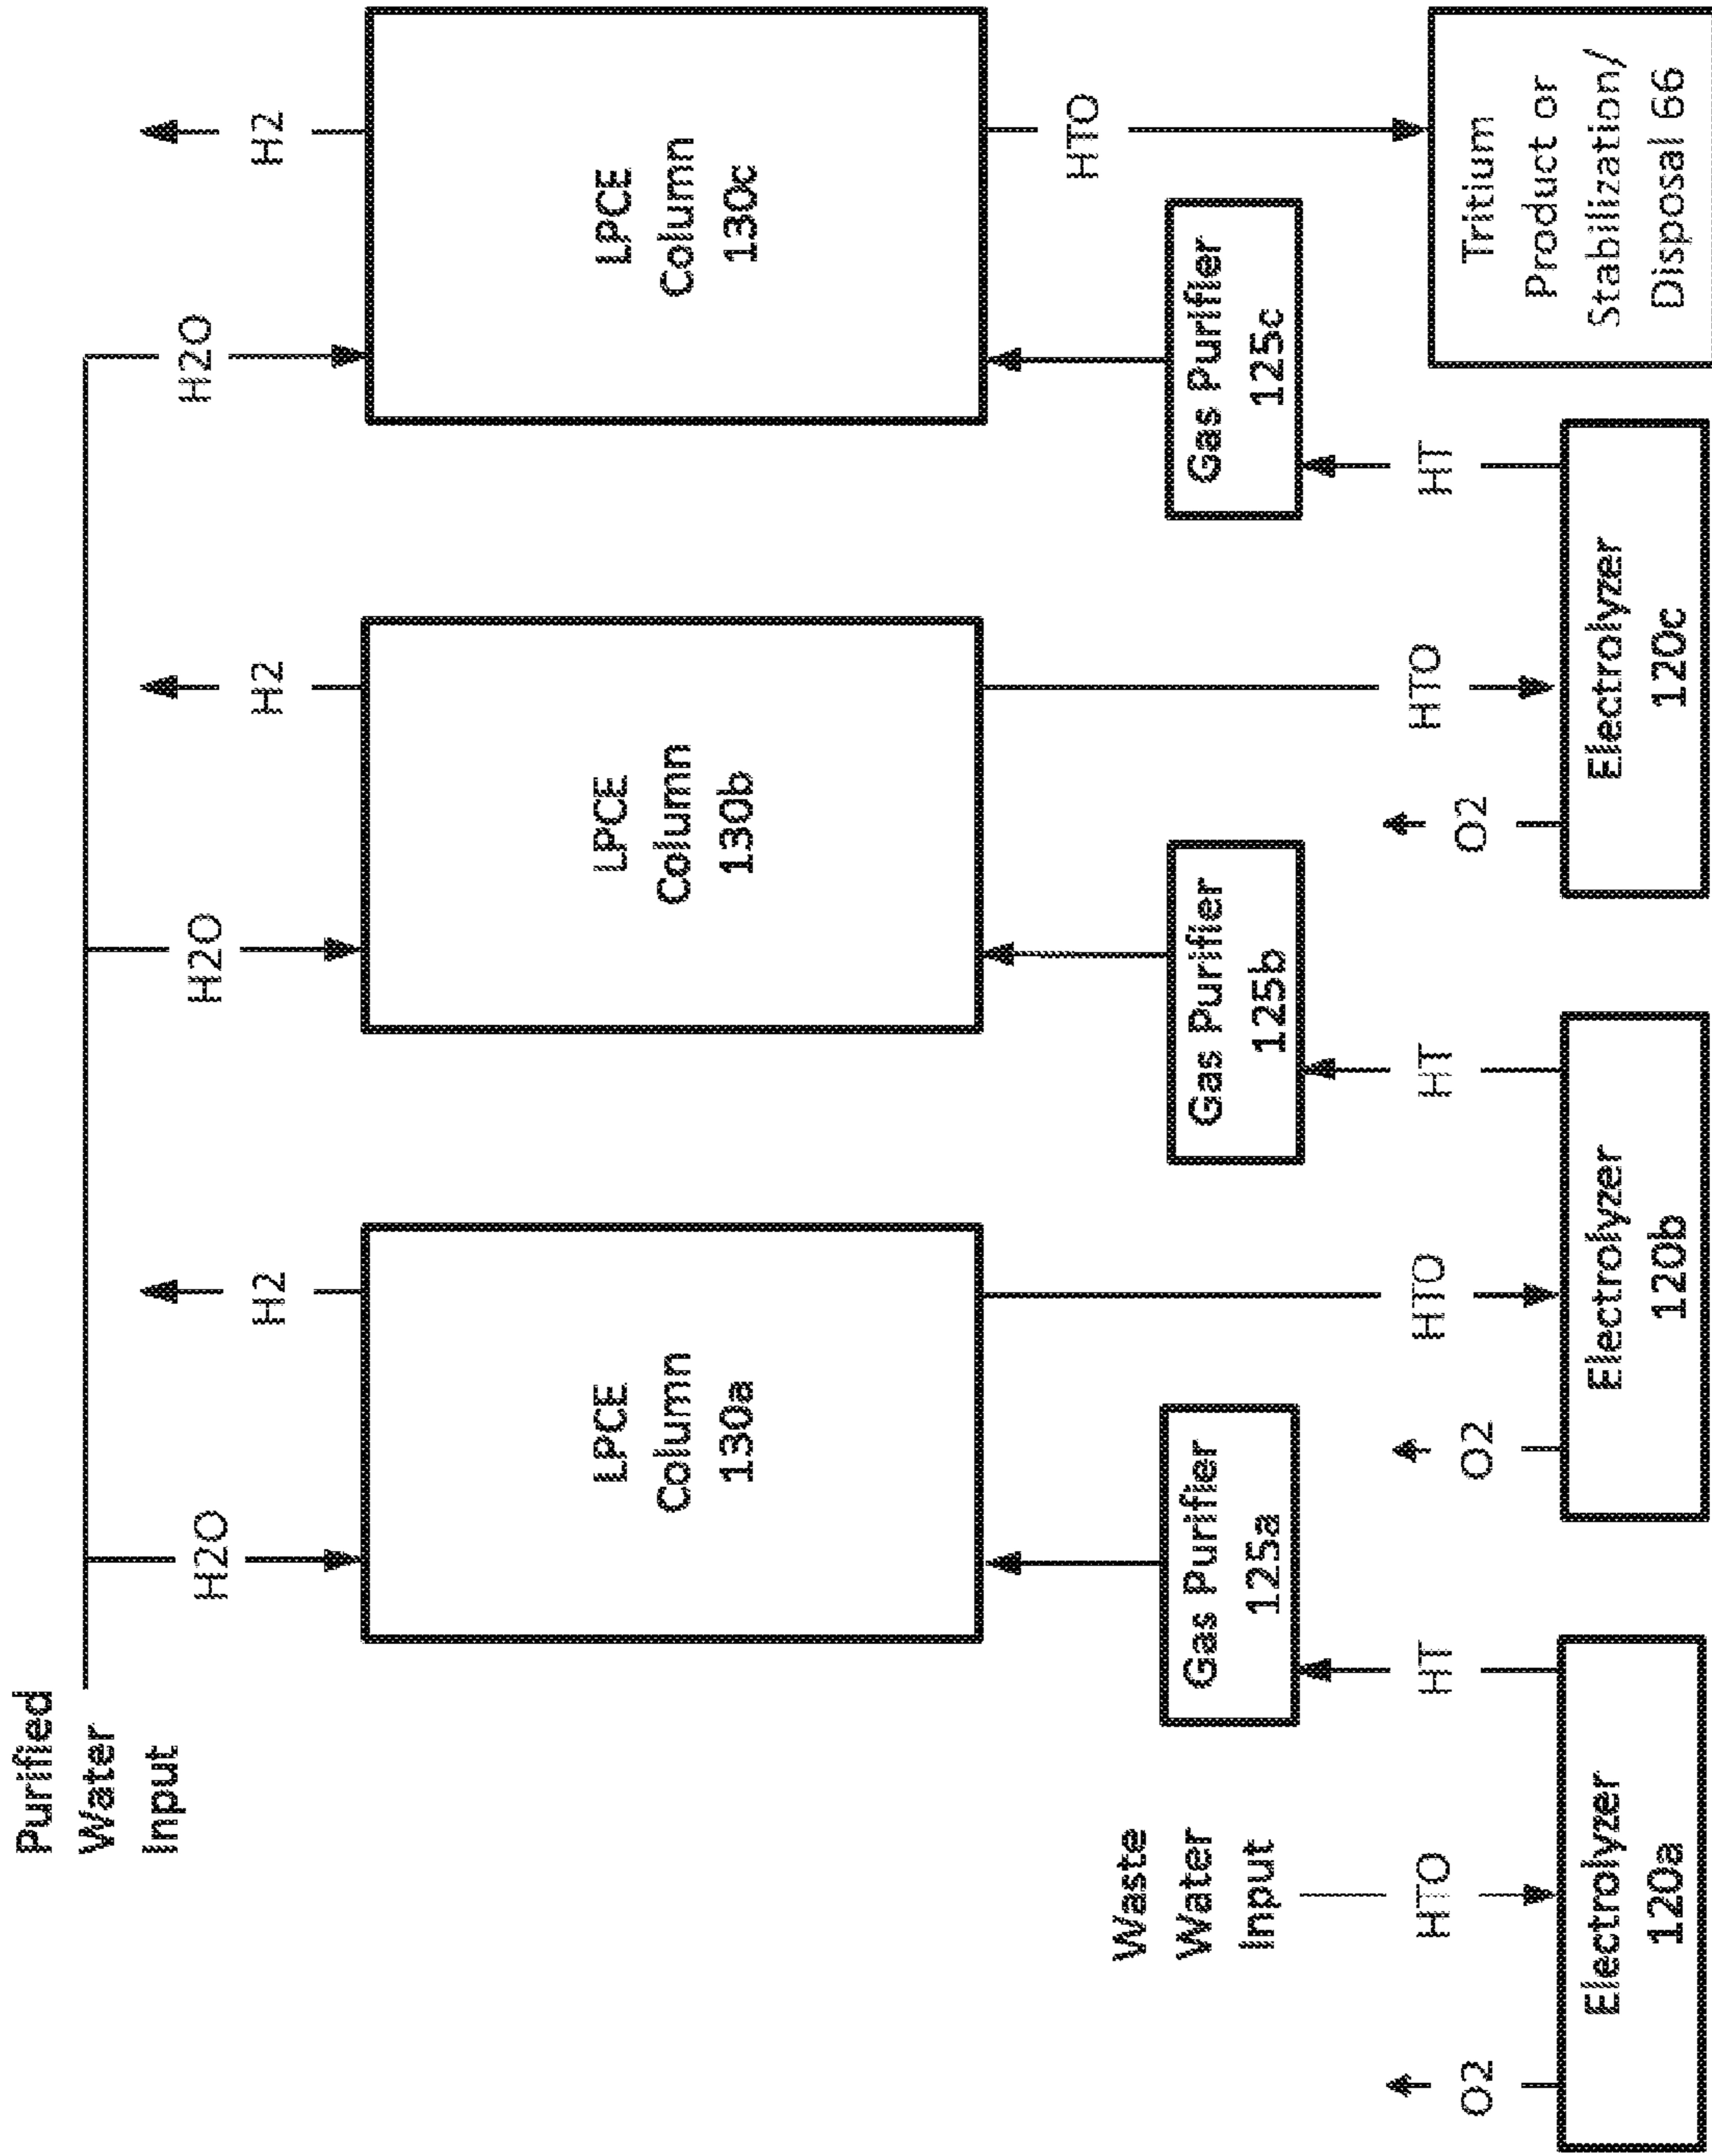 Purified
Water
Input
H2O
H2
H2O
H2
H2O
H2
LPCE
Column
130a
LPCE
Column
130b
LPCE
Column
130c
Waste
Water
Input
Gas Purifier
125a
Gas Purifier
125b
Gas Purifier
125c
HTO
O2
HTO
HT
O2
HTO
HT
O2
HTO
HT
Electrolyzer
120a
Electrolyzer
120b
Electrolyzer
120c
Tritium
Product or
Stabilization/
Disposal 66